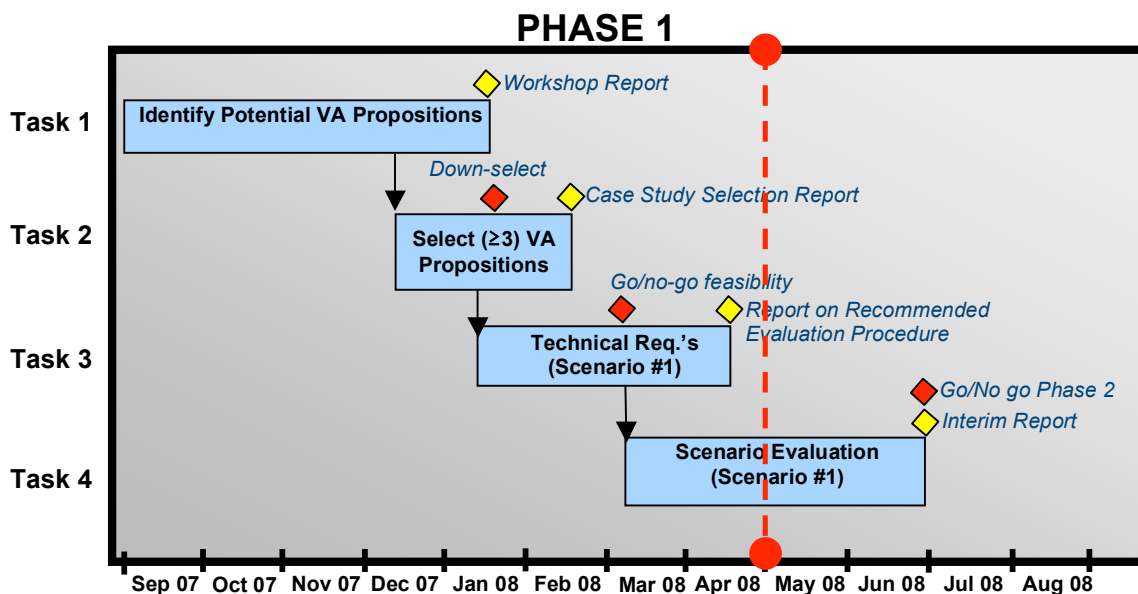 PHASE 1
Workshop Report
Task 1
Identify Potential VA Propositions
Down-select
Case Study Selection Report
Task 2
Select (≥3) VA
Propositions
Go/no-go feasibility
Report on Recommended
Evaluation Procedure
Task 3
Technical Req.'s
(Scenario #1)
Go/No go Phase 2
Interim Report
Task 4
Scenario Evaluation
(Scenario #1)
Sep 07 Oct 07 Nov 07 Dec 07 Jan 08 Feb 08 Mar 08 Apr 08 May 08 Jun 08 Jul 08 Aug 08